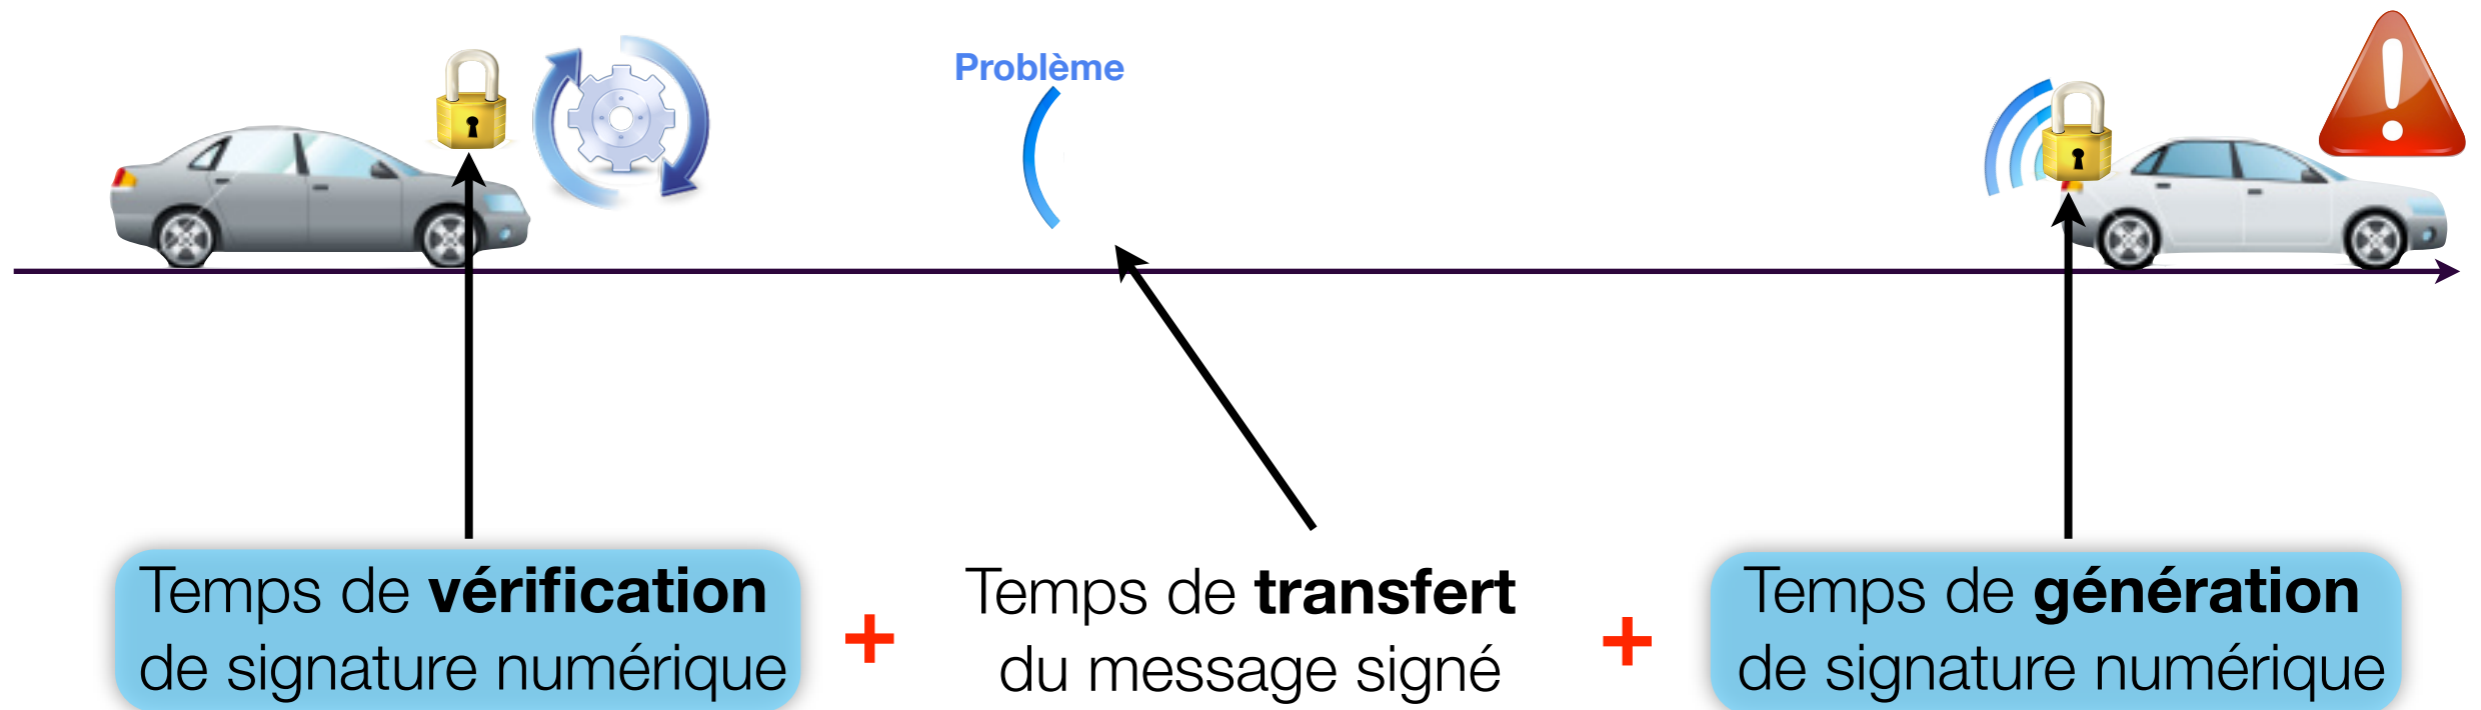 Problème
Temps de vérification
de signature numérique
+
Temps de transfert
du message signé
+
Temps de génération
de signature numérique